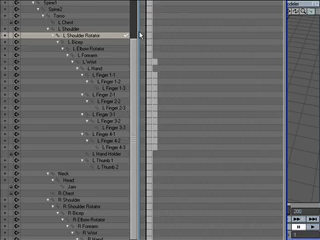 Spine1
Spine2
Torso
L Chest
L Shoulder
L Shoulder Rotator
L Bicep
L Elbow Rotator
L Forearm
L Wrist
L Hand
L Finger 1-1
L Finger 1-2
L Finger 1-3
L Finger 2-1
L Finger 2-2
L Finger 2-3
L Finger 3-1
L Finger 3-2
L Finger 3-3
L Finger 4-1
L Finger 4-2
L Finger 4-3
L Hand Holder
L Thumb 1
L Thumb 2
Neck
Head
Jaw
R Chest
R Shoulder
R Shoulder Rotator
R Bicep
R Elbow Rotator
R Forearm
R Wrist
R Hand
200
1